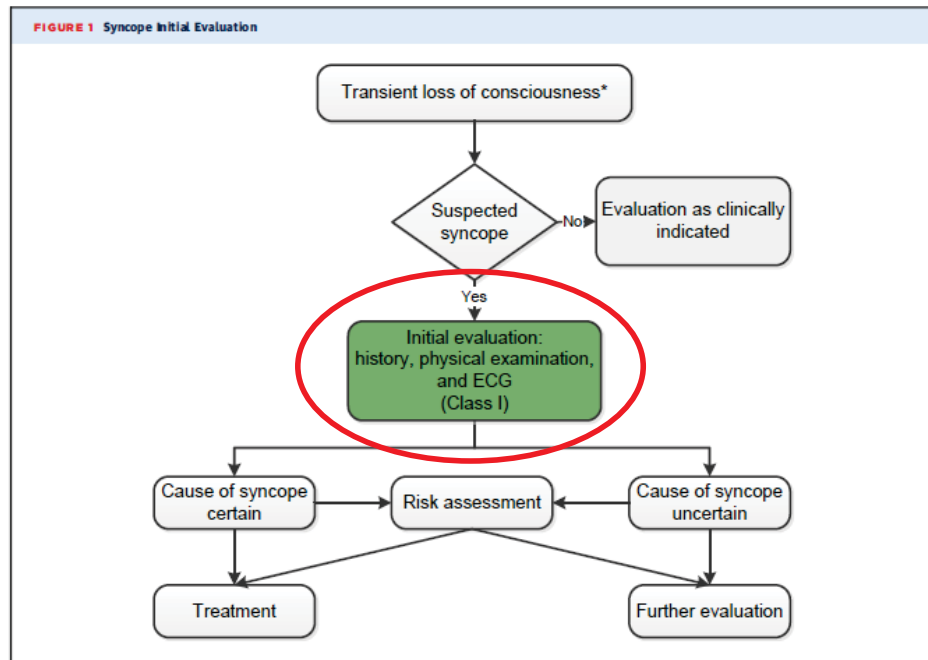 FIGURE 1 Syncope Initial Evaluation
Transient loss of consciousness*
Suspected
syncope
No
Evaluation as clinically
indicated
Yes
Initial evaluation:
history, physical examination,
and ECG
(Class I)
Cause of syncope
certain
Risk assessment
Cause of syncope
uncertain
Treatment
Further evaluation